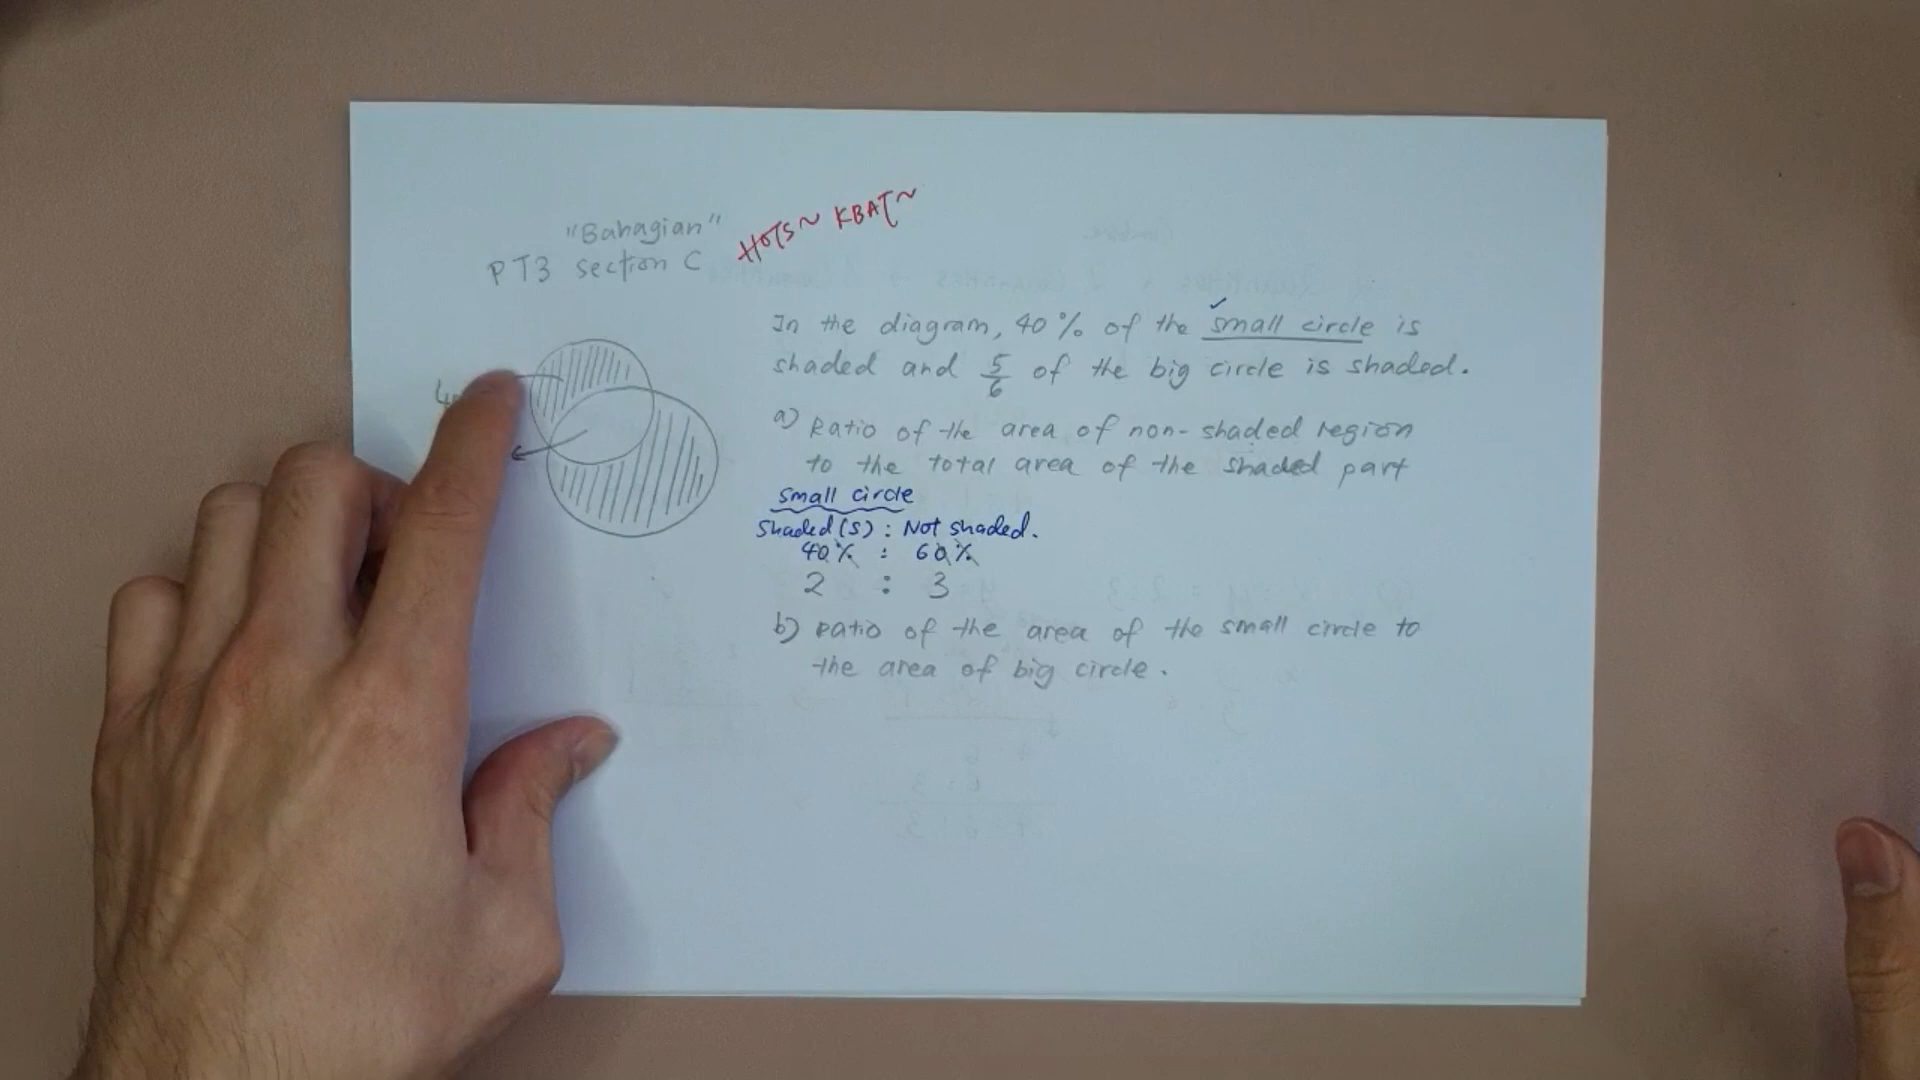 "Bahagian"
PT3 section C
HOTS~ KBAT~
In the diagram, 40% of the small circle is
shaded and 5/6 of the big circle is shaded.
a) Ratio of the area of non-shaded region
to the total area of the shaded part
small circle
Shaded(S) : Not shaded.
40% : 60%
2 : 3
b) Ratio of the area of the small circle to
the area of big circle.